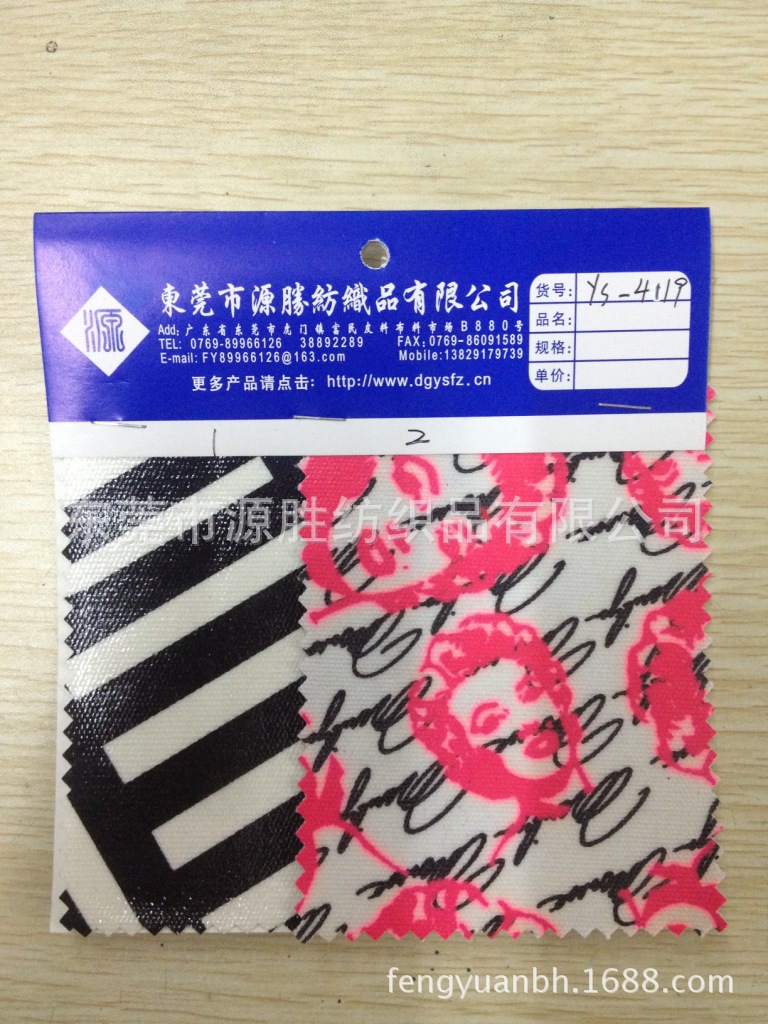 源
東莞市源勝紡織品有限公司
Add: 广东省东莞市虎门镇富民皮料布料市场B880号
TEL: 0769-89966126 38892289 FAX:0769-86091589
E-mail: FY89966126@163.com Mobile:13829179739
更多产品请点击: http://www.dgysfz.cn
货号: YS-4119
品名:
规格:
单价:
1 2
东莞市源胜纺织品有限公司
fengyuanbh.1688.com